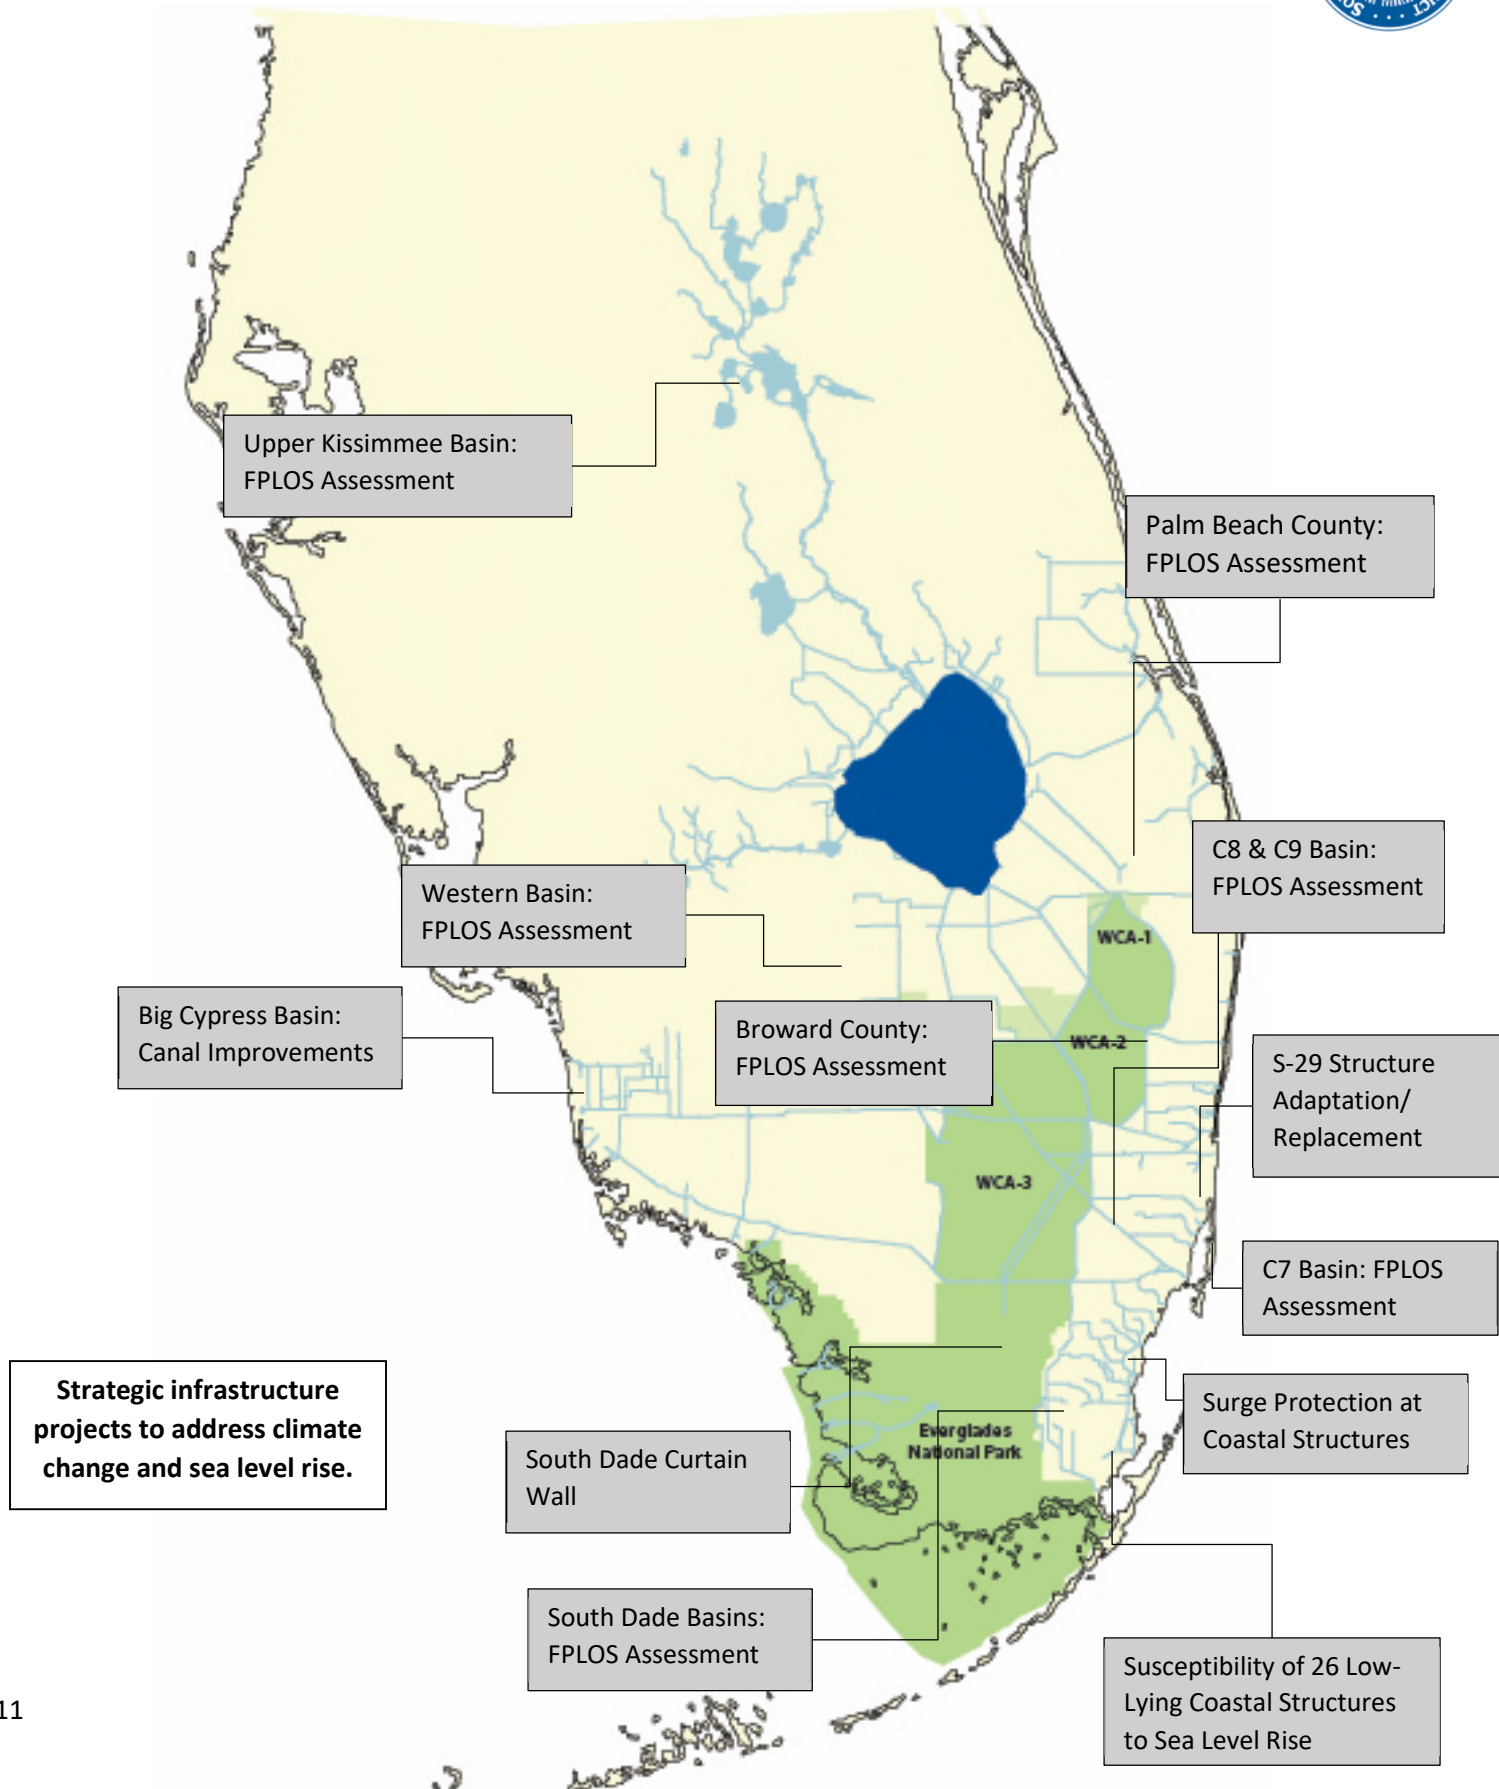 SOU
ICT
Upper Kissimmee Basin:
FPLOS Assessment
Palm Beach County:
FPLOS Assessment
C8 & C9 Basin:
FPLOS Assessment
Western Basin:
FPLOS Assessment
WCA-1
Big Cypress Basin:
Canal Improvements
Broward County:
FPLOS Assessment
WCA-2
S-29 Structure
Adaptation/
Replacement
WCA-3
C7 Basin: FPLOS
Assessment
Strategic infrastructure
projects to address climate
change and sea level rise.
Surge Protection at
Coastal Structures
Everglades
National Park
South Dade Curtain
Wall
South Dade Basins:
FPLOS Assessment
Susceptibility of 26 Low-
Lying Coastal Structures
to Sea Level Rise
11